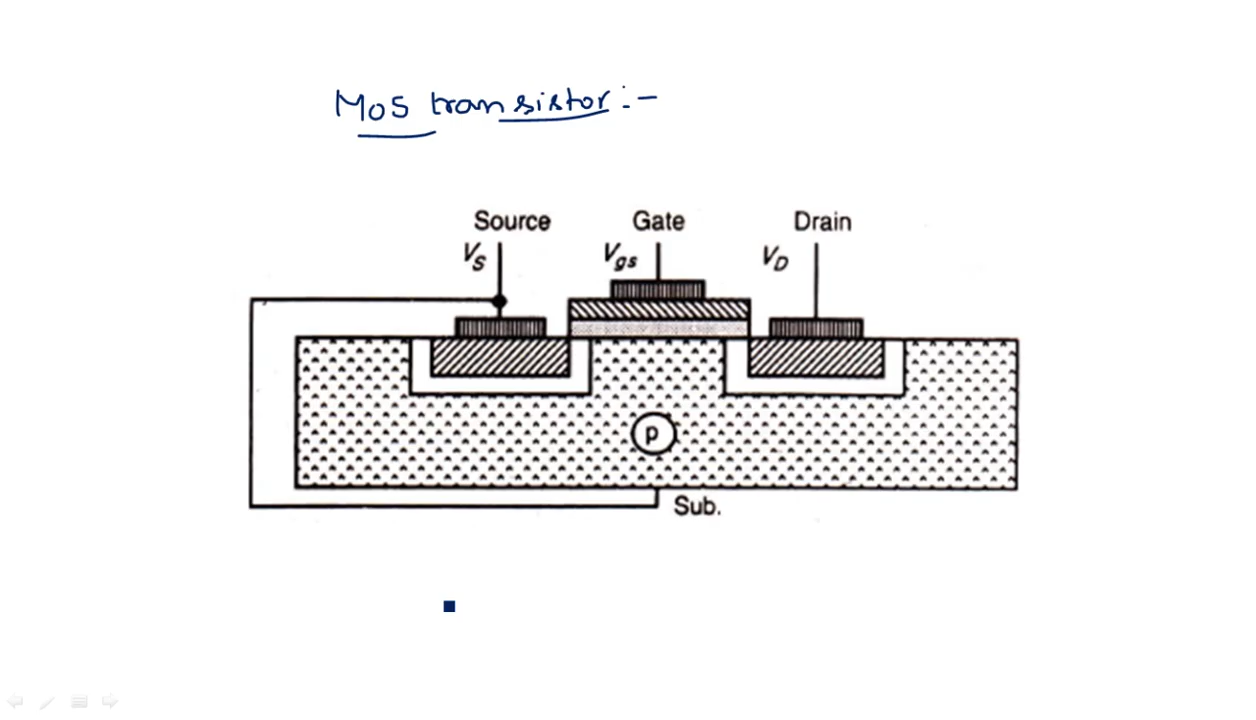 MOS transistor :-
Source Gate Drain
VS Vgs VD
p
Sub.